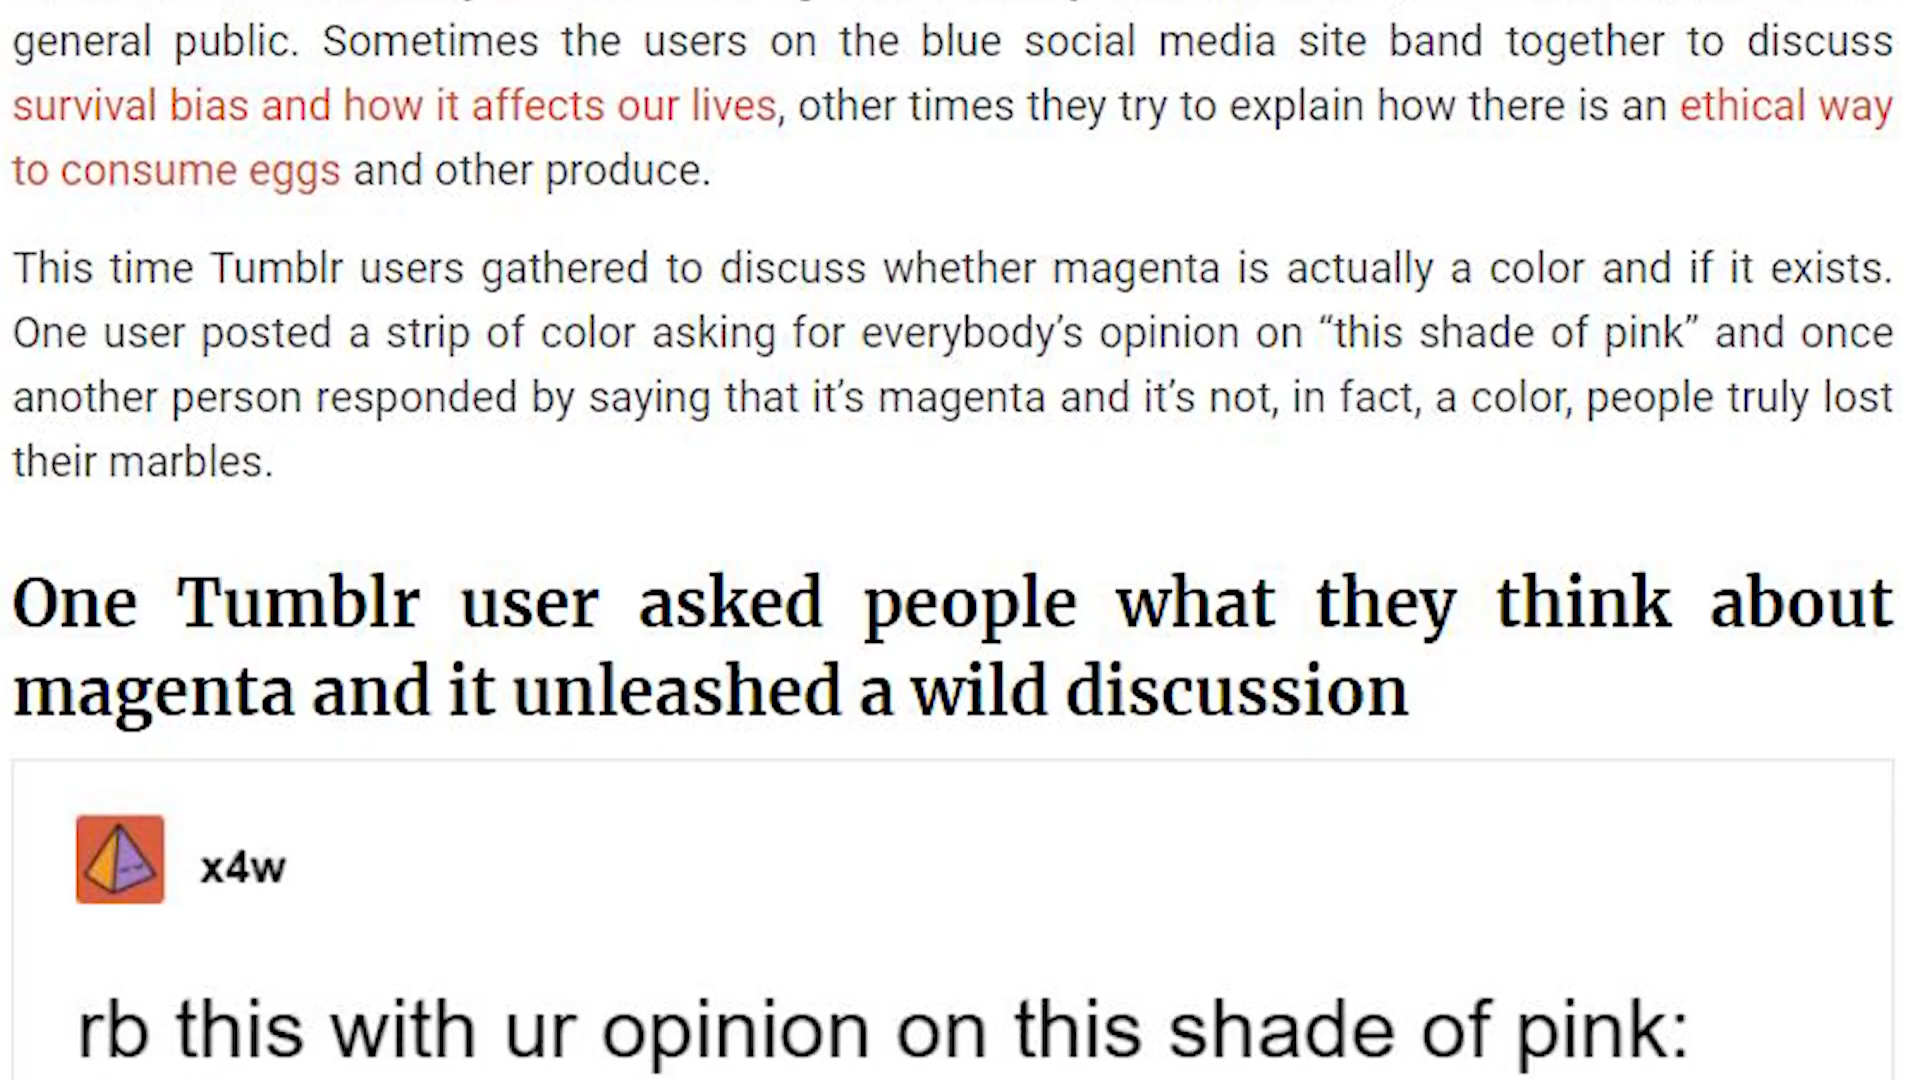 general public. Sometimes the users on the blue social media site band together to discuss
survival bias and how it affects our lives, other times they try to explain how there is an ethical way
to consume eggs and other produce.
This time Tumblr users gathered to discuss whether magenta is actually a color and if it exists.
One user posted a strip of color asking for everybody’s opinion on “this shade of pink” and once
another person responded by saying that it’s magenta and it’s not, in fact, a color, people truly lost
their marbles.
One Tumblr user asked people what they think about
magenta and it unleashed a wild discussion
x4w
rb this with ur opinion on this shade of pink: